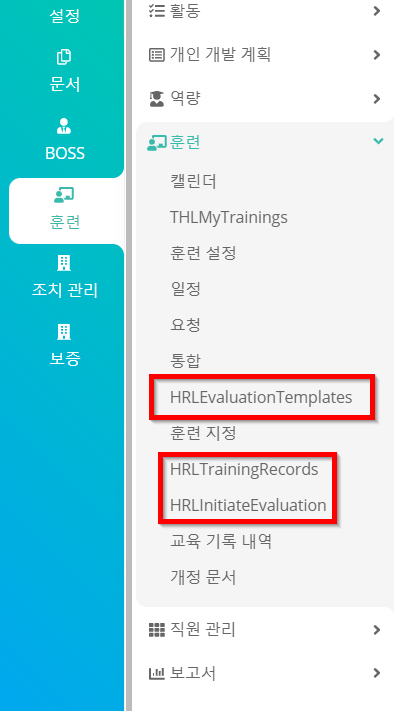 설정
문서
BOSS
훈련
조치 관리
보증
활동
개인 개발 계획
역량
훈련
캘린더
THLMyTrainings
훈련 설정
일정
요청
통합
HRLEvaluationTemplates
훈련 지정
HRLTrainingRecords
HRLInitiateEvaluation
교육 기록 내역
개정 문서
직원 관리
보고서